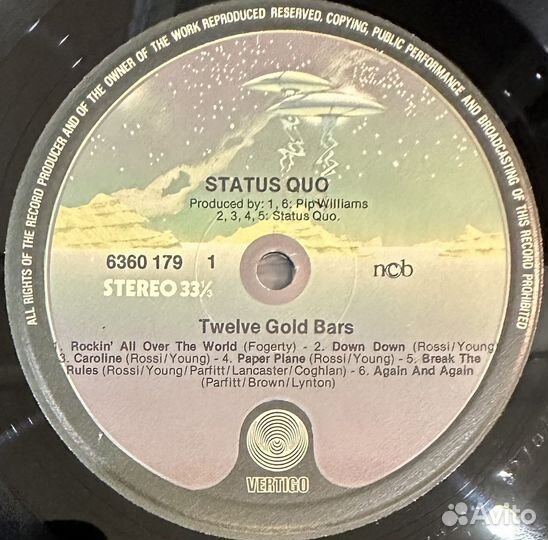 ALL RIGHTS OF THE RECORD PRODUCER AND OF THE OWNER OF THE WORK REPRODUCED RESERVED, COPYING, PUBLIC PERFORMANCE AND BROADCASTING OF THIS RECORD PROHIBITED
STATUS QUO
Produced by: 1, 6: Pip Williams
2, 3, 4, 5: Status Quo.
6360 179 1
ncb
STEREO 33⅓
Twelve Gold Bars
1. Rockin' All Over The World (Fogerty) - 2. Down Down (Rossi/Young)
3. Caroline (Rossi/Young) - 4. Paper Plane (Rossi/Young) - 5. Break The
Rules (Rossi/Young/Parfitt/Lancaster/Coghlan) - 6. Again And Again
(Parfitt/Brown/Lynton)
VERTIGO
Avito